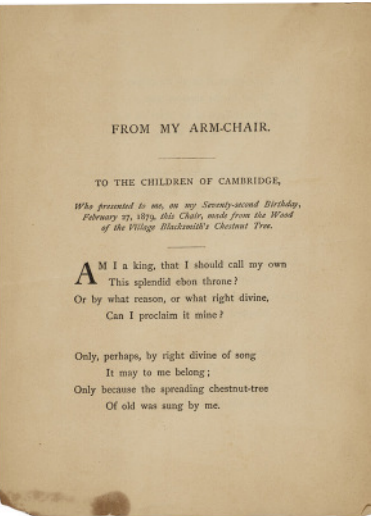 FROM MY ARM-CHAIR.
TO THE CHILDREN OF CAMBRIDGE,
Who presented to me, on my Seventy-second Birthday,
February 27, 1879, this Chair, made from the Wood
of the Village Blacksmith's Chestnut Tree.
AM I a king, that I should call my own
This splendid ebon throne?
Or by what reason, or what right divine,
Can I proclaim it mine?
Only, perhaps, by right divine of song
It may to me belong;
Only because the spreading chestnut-tree
Of old was sung by me.